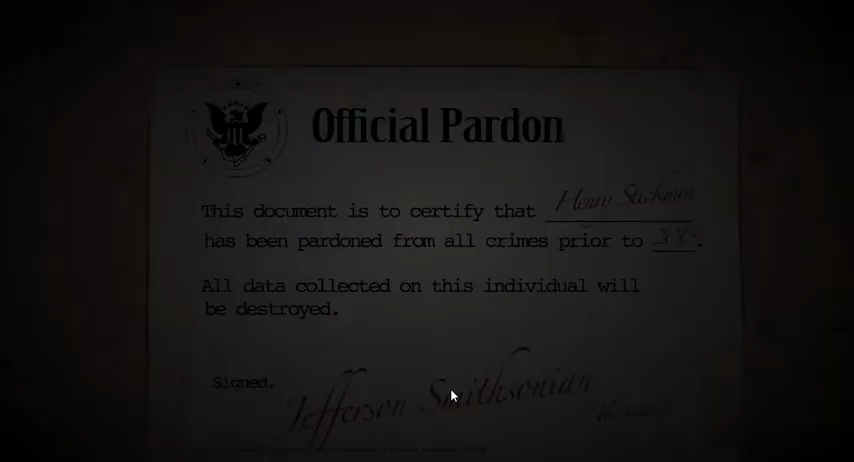 Official Pardon
This document is to certify that Henry Stickmin
has been pardoned from all crimes prior to
All data collected on this individual will
be destroyed.
Signed.
Jefferson Smithsonian